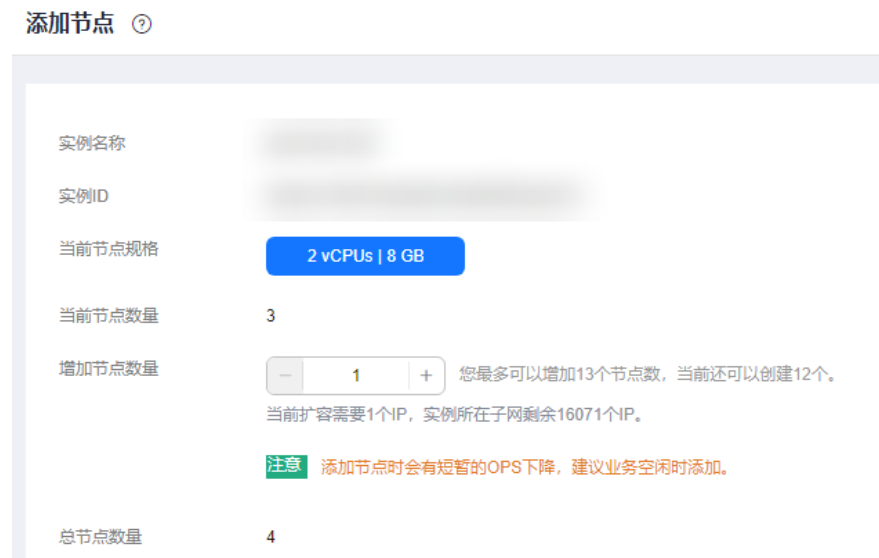 添加节点 ?
实例名称
实例ID
当前节点规格 2 vCPUs | 8 GB
当前节点数量 3
增加节点数量 － 1 + 您最多可以增加13个节点数，当前还可以创建12个。
当前扩容需要1个IP，实例所在子网剩余16071个IP。
注意 添加节点时会有短暂的OPS下降，建议业务空闲时添加。
总节点数量 4